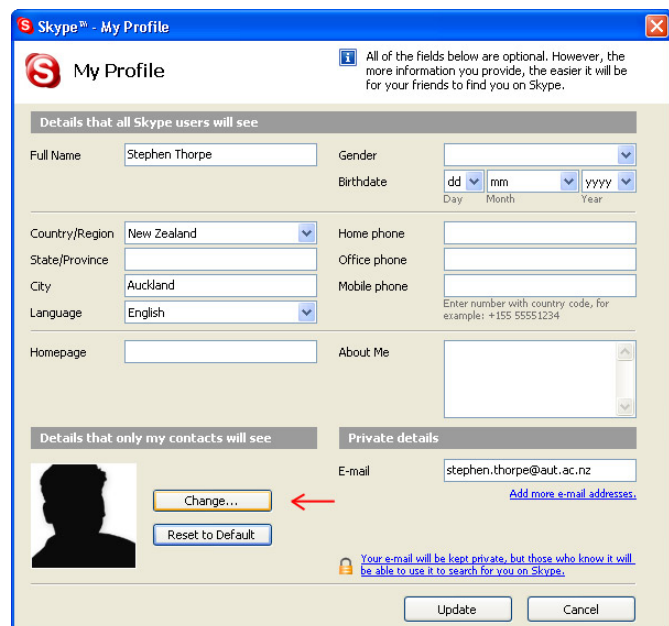 Skype™ - My Profile
My Profile
All of the fields below are optional. However, the
more information you provide, the easier it will be
for your friends to find you on Skype.
Details that all Skype users will see
Full Name Stephen Thorpe
Gender
Birthdate dd mm yyyy
Day Month Year
Country/Region New Zealand
Home phone
State/Province
Office phone
City Auckland
Mobile phone
Language English
Enter number with country code, for
example: +155 55551234
Homepage
About Me
Details that only my contacts will see
Private details
E-mail stephen.thorpe@aut.ac.nz
Add more e-mail addresses.
Change...
Reset to Default
Your e-mail will be kept private, but those who know it will
be able to use it to search for you on Skype.
Update Cancel